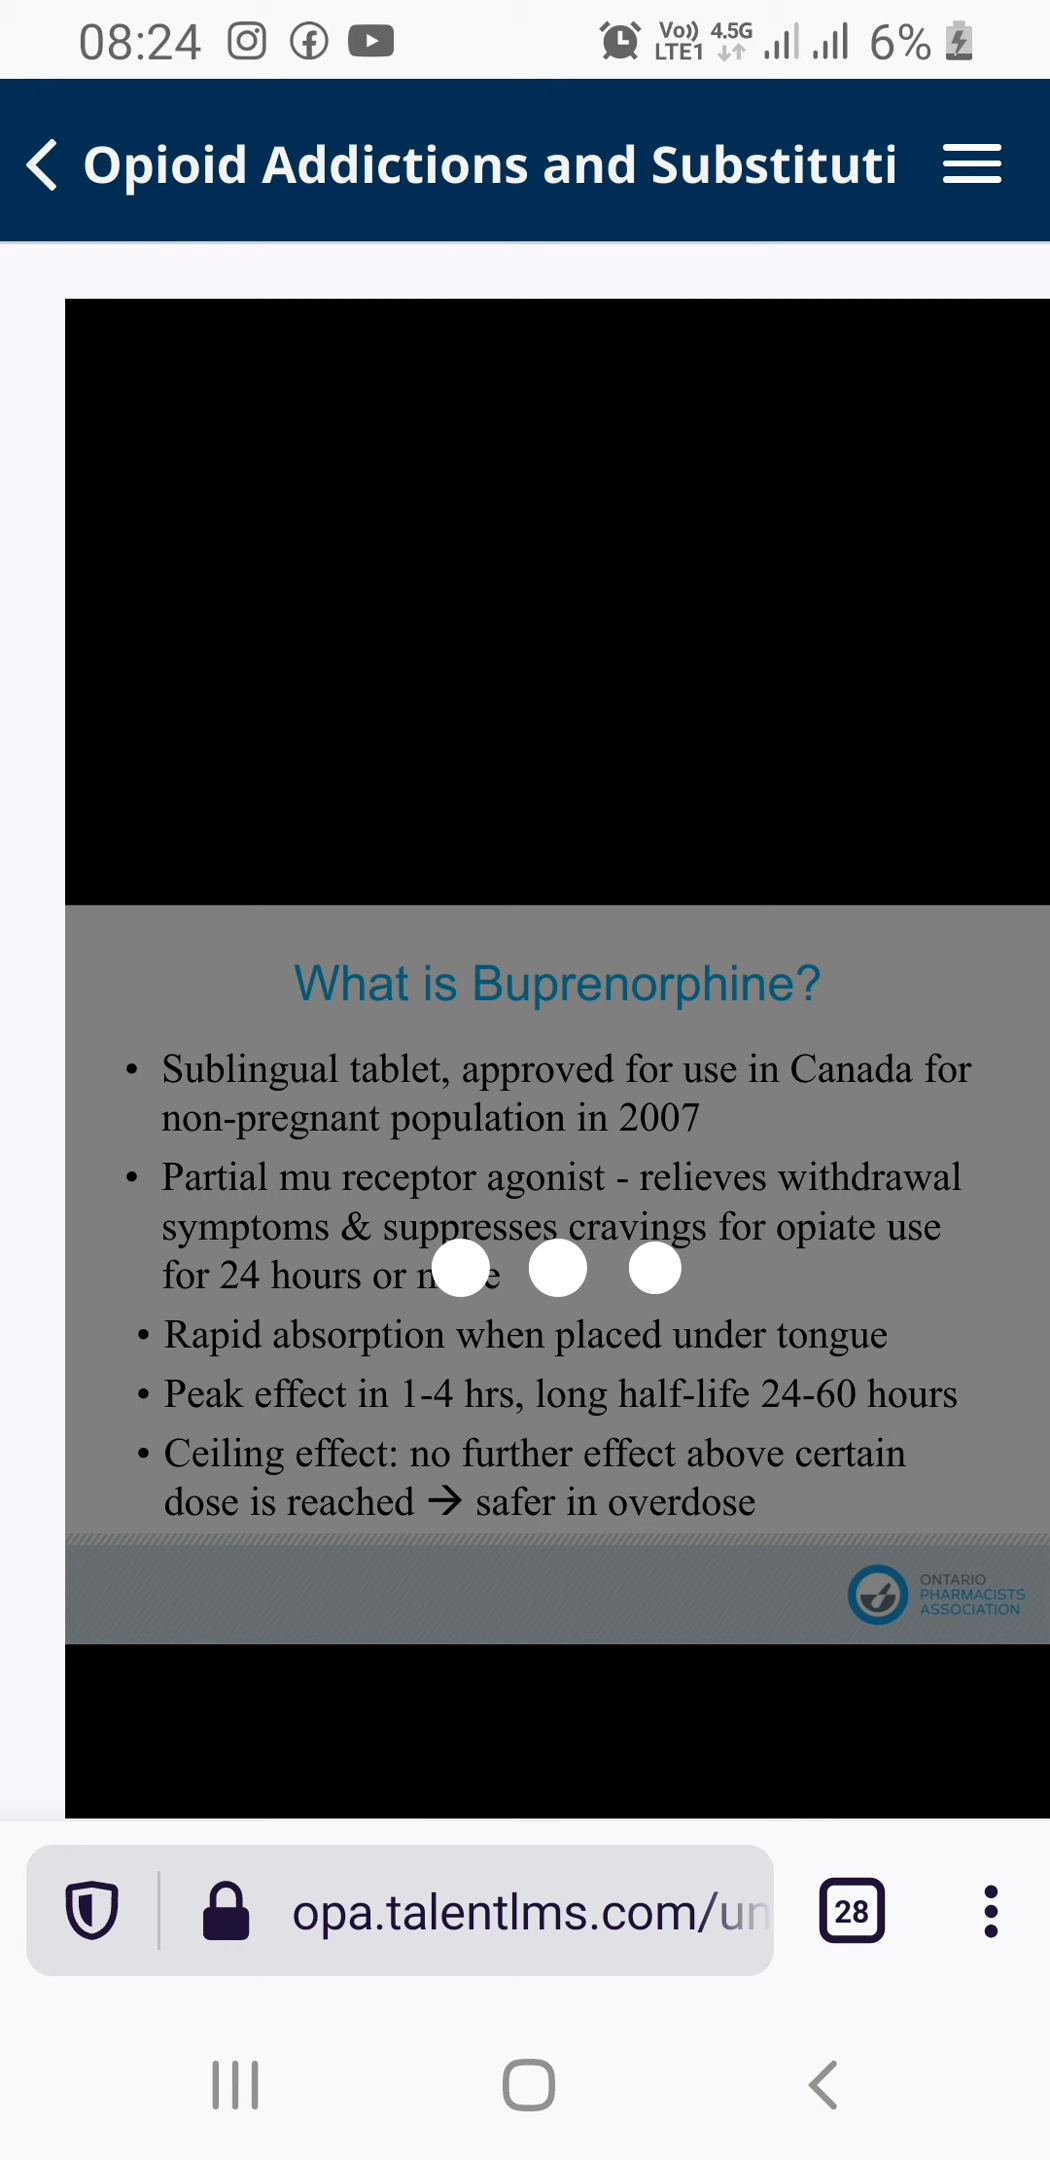 08:24
Vo)) 4.5G
LTE1
6%
Opioid Addictions and Substituti
What is Buprenorphine?
• Sublingual tablet, approved for use in Canada for
non-pregnant population in 2007
• Partial mu receptor agonist - relieves withdrawal
symptoms & suppresses cravings for opiate use
for 24 hours or
• Rapid absorption when placed under tongue
• Peak effect in 1-4 hrs, long half-life 24-60 hours
• Ceiling effect: no further effect above certain
dose is reached → safer in overdose
ONTARIO
PHARMACISTS
ASSOCIATION
opa.talentlms.com/un
28